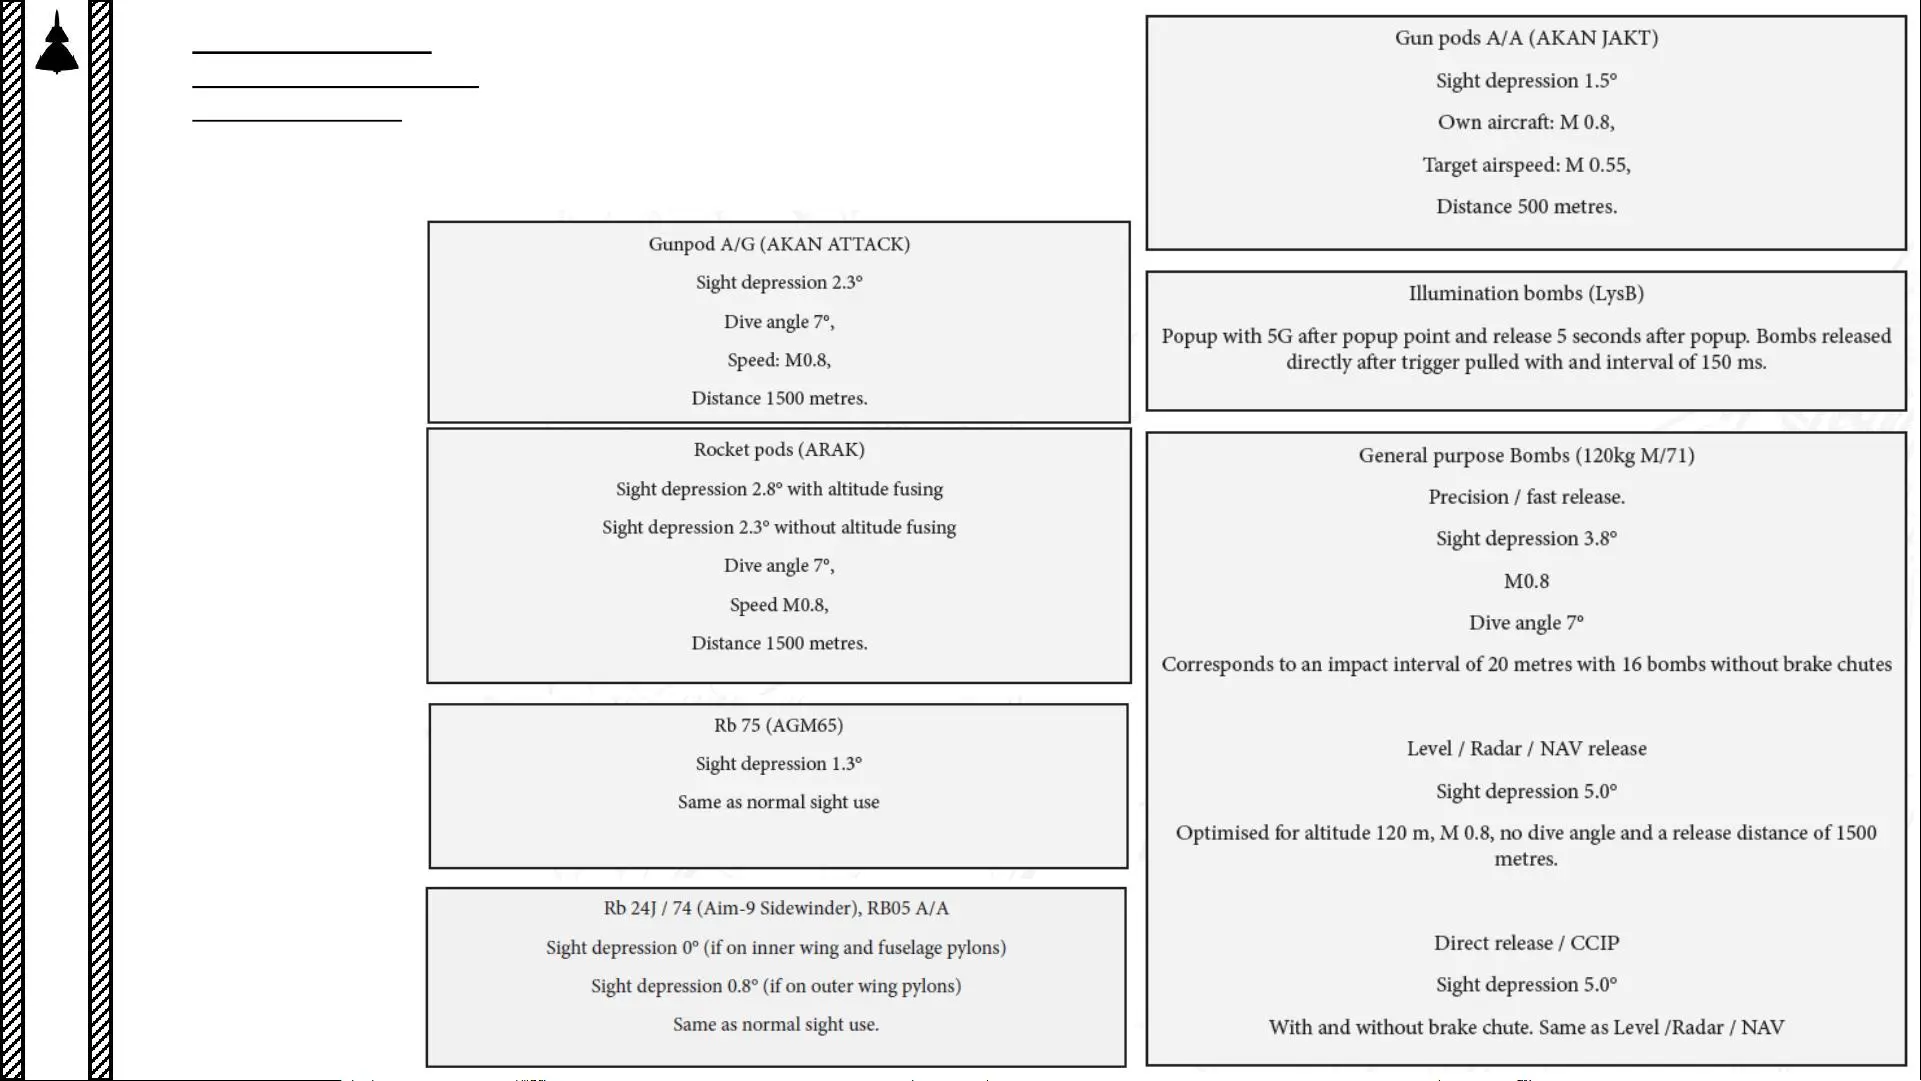 Gunpod A/G (AKAN ATTACK)
Sight depression 2.3°
Dive angle 7°,
Speed: M0.8,
Distance 1500 metres.
Rocket pods (ARAK)
Sight depression 2.8° with altitude fusing
Sight depression 2.3° without altitude fusing
Dive angle 7°,
Speed M0.8,
Distance 1500 metres.
Rb 75 (AGM65)
Sight depression 1.3°
Same as normal sight use
Rb 24J / 74 (Aim-9 Sidewinder), RB05 A/A
Sight depression 0° (if on inner wing and fuselage pylons)
Sight depression 0.8° (if on outer wing pylons)
Same as normal sight use.
Gun pods A/A (AKAN JAKT)
Sight depression 1.5°
Own aircraft: M 0.8,
Target airspeed: M 0.55,
Distance 500 metres.
Illumination bombs (LysB)
Popup with 5G after popup point and release 5 seconds after popup. Bombs released
directly after trigger pulled with and interval of 150 ms.
General purpose Bombs (120kg M/71)
Precision / fast release.
Sight depression 3.8°
M0.8
Dive angle 7°
Corresponds to an impact interval of 20 metres with 16 bombs without brake chutes
Level / Radar / NAV release
Sight depression 5.0°
Optimised for altitude 120 m, M 0.8, no dive angle and a release distance of 1500
metres.
Direct release / CCIP
Sight depression 5.0°
With and without brake chute. Same as Level /Radar / NAV